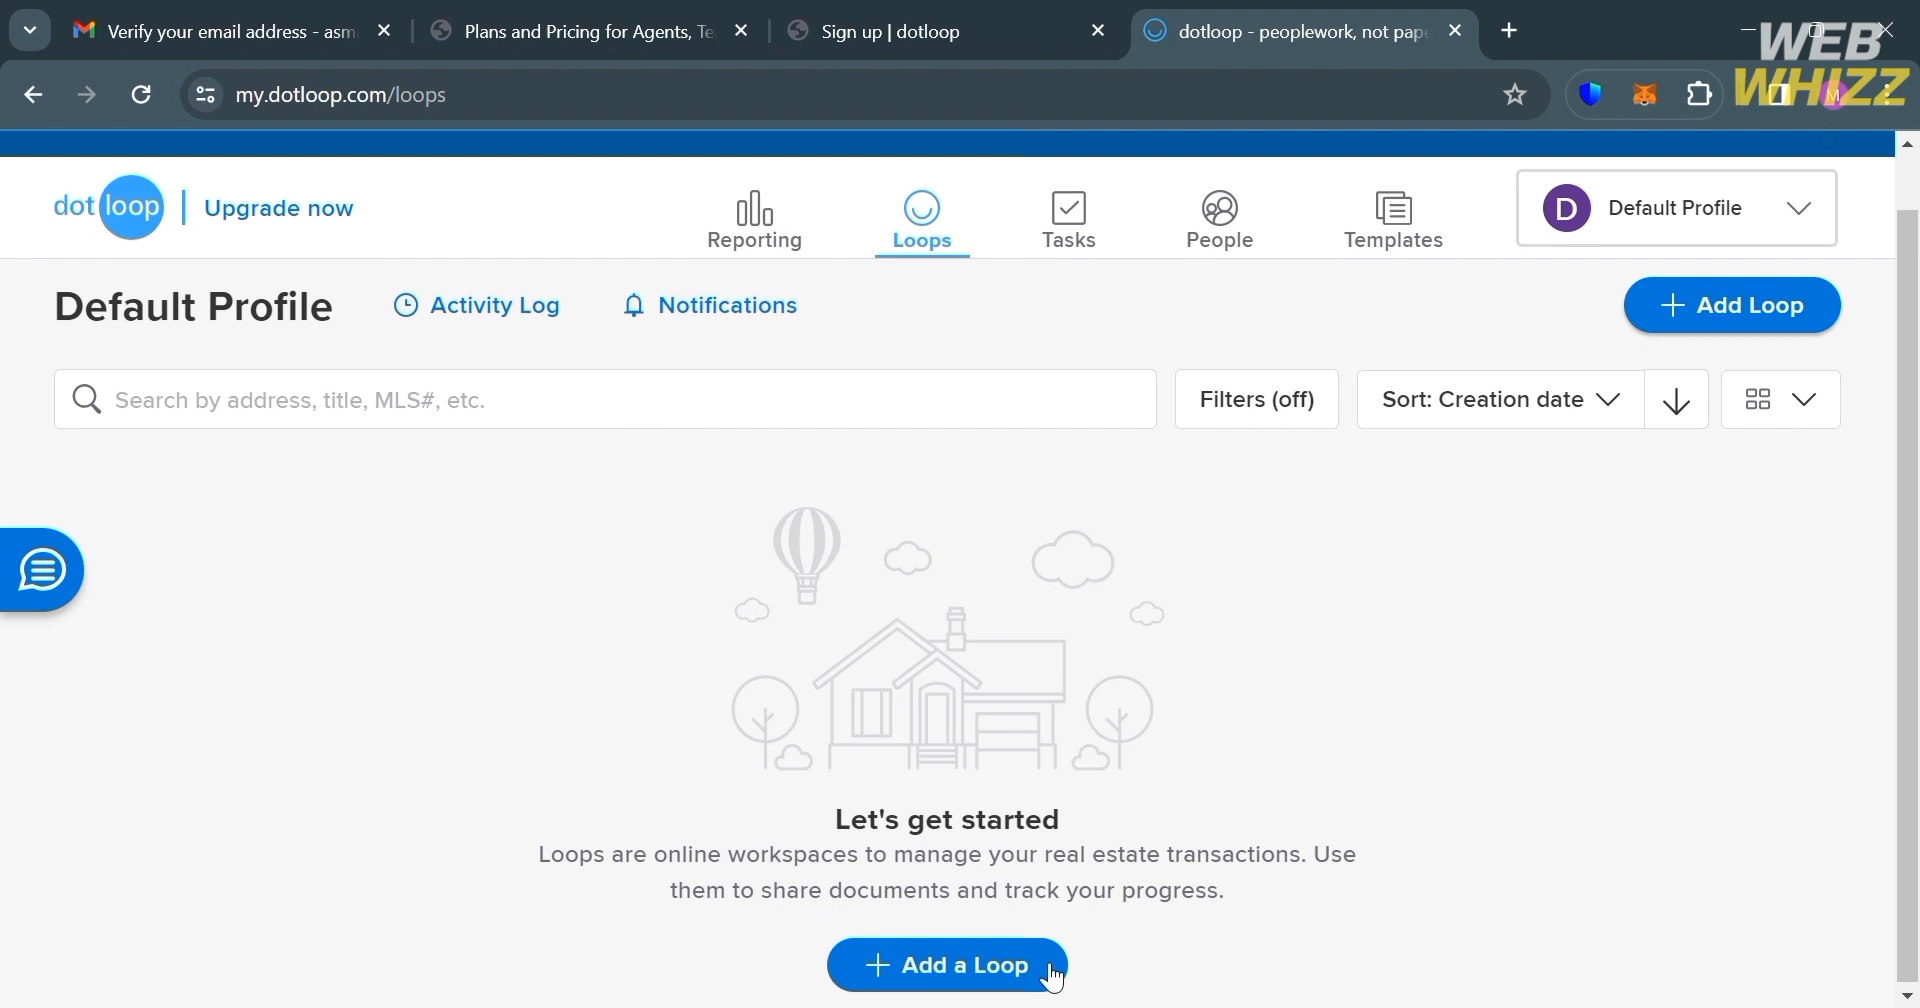 Verify your email address - asm
Plans and Pricing for Agents, Te
Sign up | dotloop
dotloop - peoplework, not pape
WEB
WHIZZ
my.dotloop.com/loops
M
dot loop
Upgrade now
Reporting
Loops
Tasks
People
Templates
D
Default Profile
Default Profile
Activity Log
Notifications
+ Add Loop
Search by address, title, MLS#, etc.
Filters (off)
Sort: Creation date
Let's get started
Loops are online workspaces to manage your real estate transactions. Use
them to share documents and track your progress.
+ Add a Loop